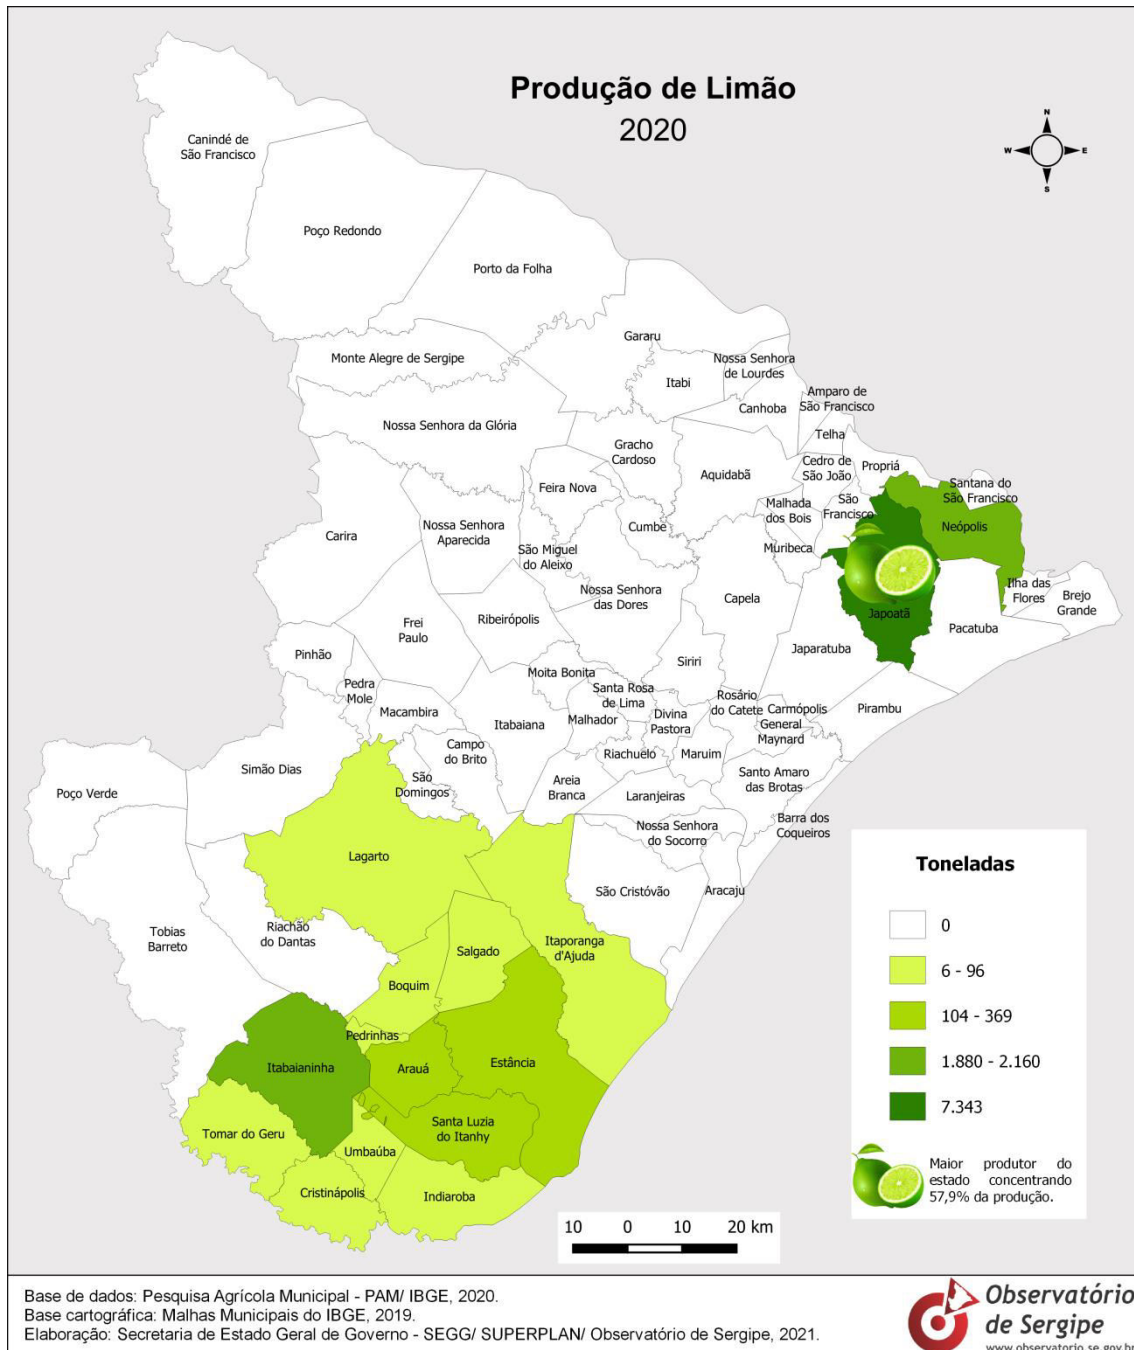 Produção de Limão
2020
N
W
E
S
Canindé de
São Francisco
Poço Redondo
Porto da Folha
Gararu
Monte Alegre de Sergipe
Nossa Senhora
de Lourdes
Itabi
Amparo de
São Francisco
Canhoba
Nossa Senhora da Glória
Telha
Gracho
Cardoso
Cedro de
São João
Propriá
Aquidabã
Feira Nova
Santana do
São Francisco
Malhada
dos Bois
São
Francisco
Neópolis
Nossa Senhora
Aparecida
Cumbe
Carira
Muribeca
São Miguel
do Aleixo
Ilha das
Flores
Brejo
Grande
Nossa Senhora
das Dores
Capela
Japoatã
Ribeirópolis
Frei
Paulo
Pacatuba
Japaratuba
Pinhão
Siriri
Moita Bonita
Pedra
Mole
Santa Rosa
de Lima
Rosário
do Catete
Macambira
Carmópolis
Pirambu
Itabaiana
Malhador
Divina
Pastora
General
Maynard
Campo
do Brito
Riachuelo
Maruim
Simão Dias
São
Domingos
Areia
Branca
Santo Amaro
das Brotas
Poço Verde
Laranjeiras
Nossa Senhora
do Socorro
Barra dos
Coqueiros
Lagarto
São Cristóvão
Aracaju
Tobias
Barreto
Riachão
do Dantas
Itaporanga
d'Ajuda
Salgado
Boquim
Pedrinhas
Itabaianinha
Arauá
Estância
Santa Luzia
do Itanhy
Tomar do Geru
Umbaúba
Cristinápolis
Indiaroba
Toneladas
0
6 - 96
104 - 369
1.880 - 2.160
7.343
Maior produtor do
estado concentrando
57,9% da produção.
10 0 10 20 km
Base de dados: Pesquisa Agrícola Municipal - PAM/ IBGE, 2020.
Base cartográfica: Malhas Municipais do IBGE, 2019.
Elaboração: Secretaria de Estado Geral de Governo - SEGG/ SUPERPLAN/ Observatório de Sergipe, 2021.
Observatório
de Sergipe
www.observatorio.se.gov.br